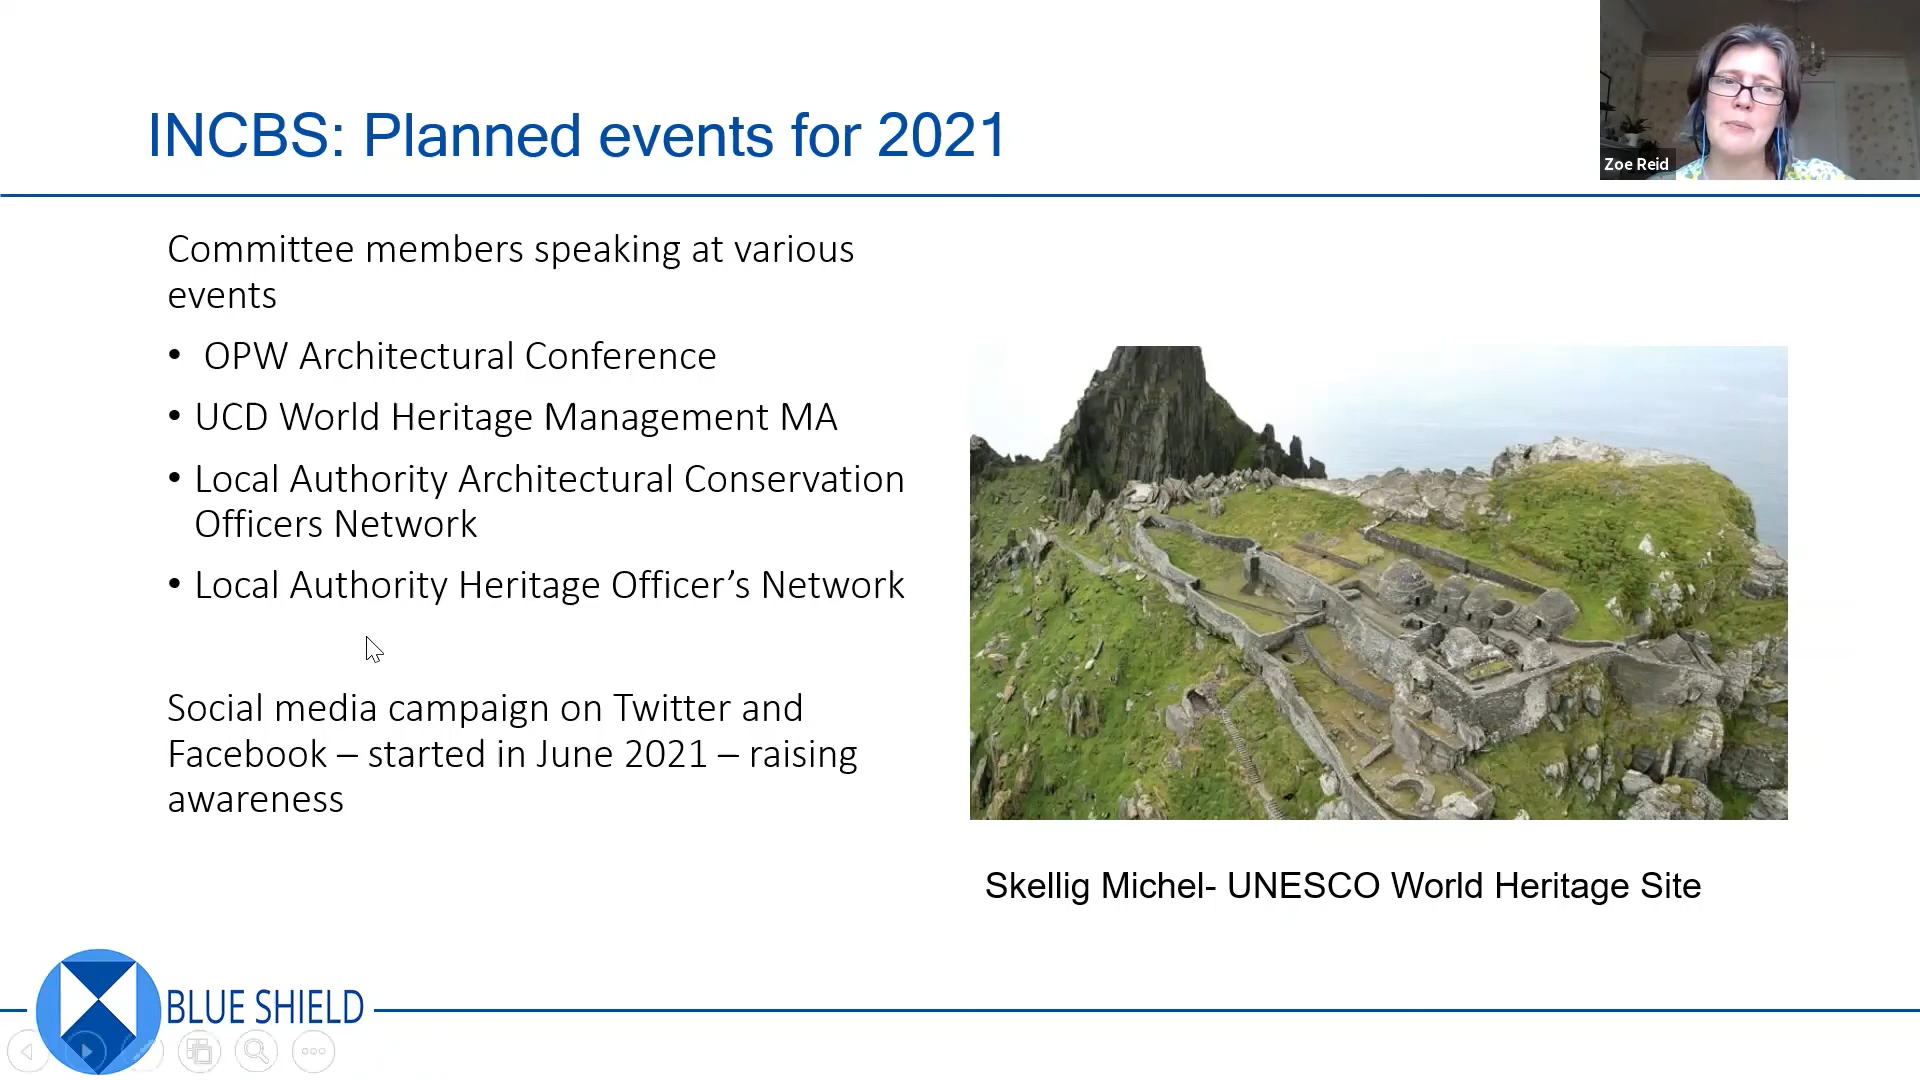 INCBS: Planned events for 2021
Zoe Reid
Committee members speaking at various
events
• OPW Architectural Conference
• UCD World Heritage Management MA
• Local Authority Architectural Conservation
Officers Network
• Local Authority Heritage Officer’s Network
Social media campaign on Twitter and
Facebook – started in June 2021 – raising
awareness
Skellig Michel- UNESCO World Heritage Site
BLUE SHIELD